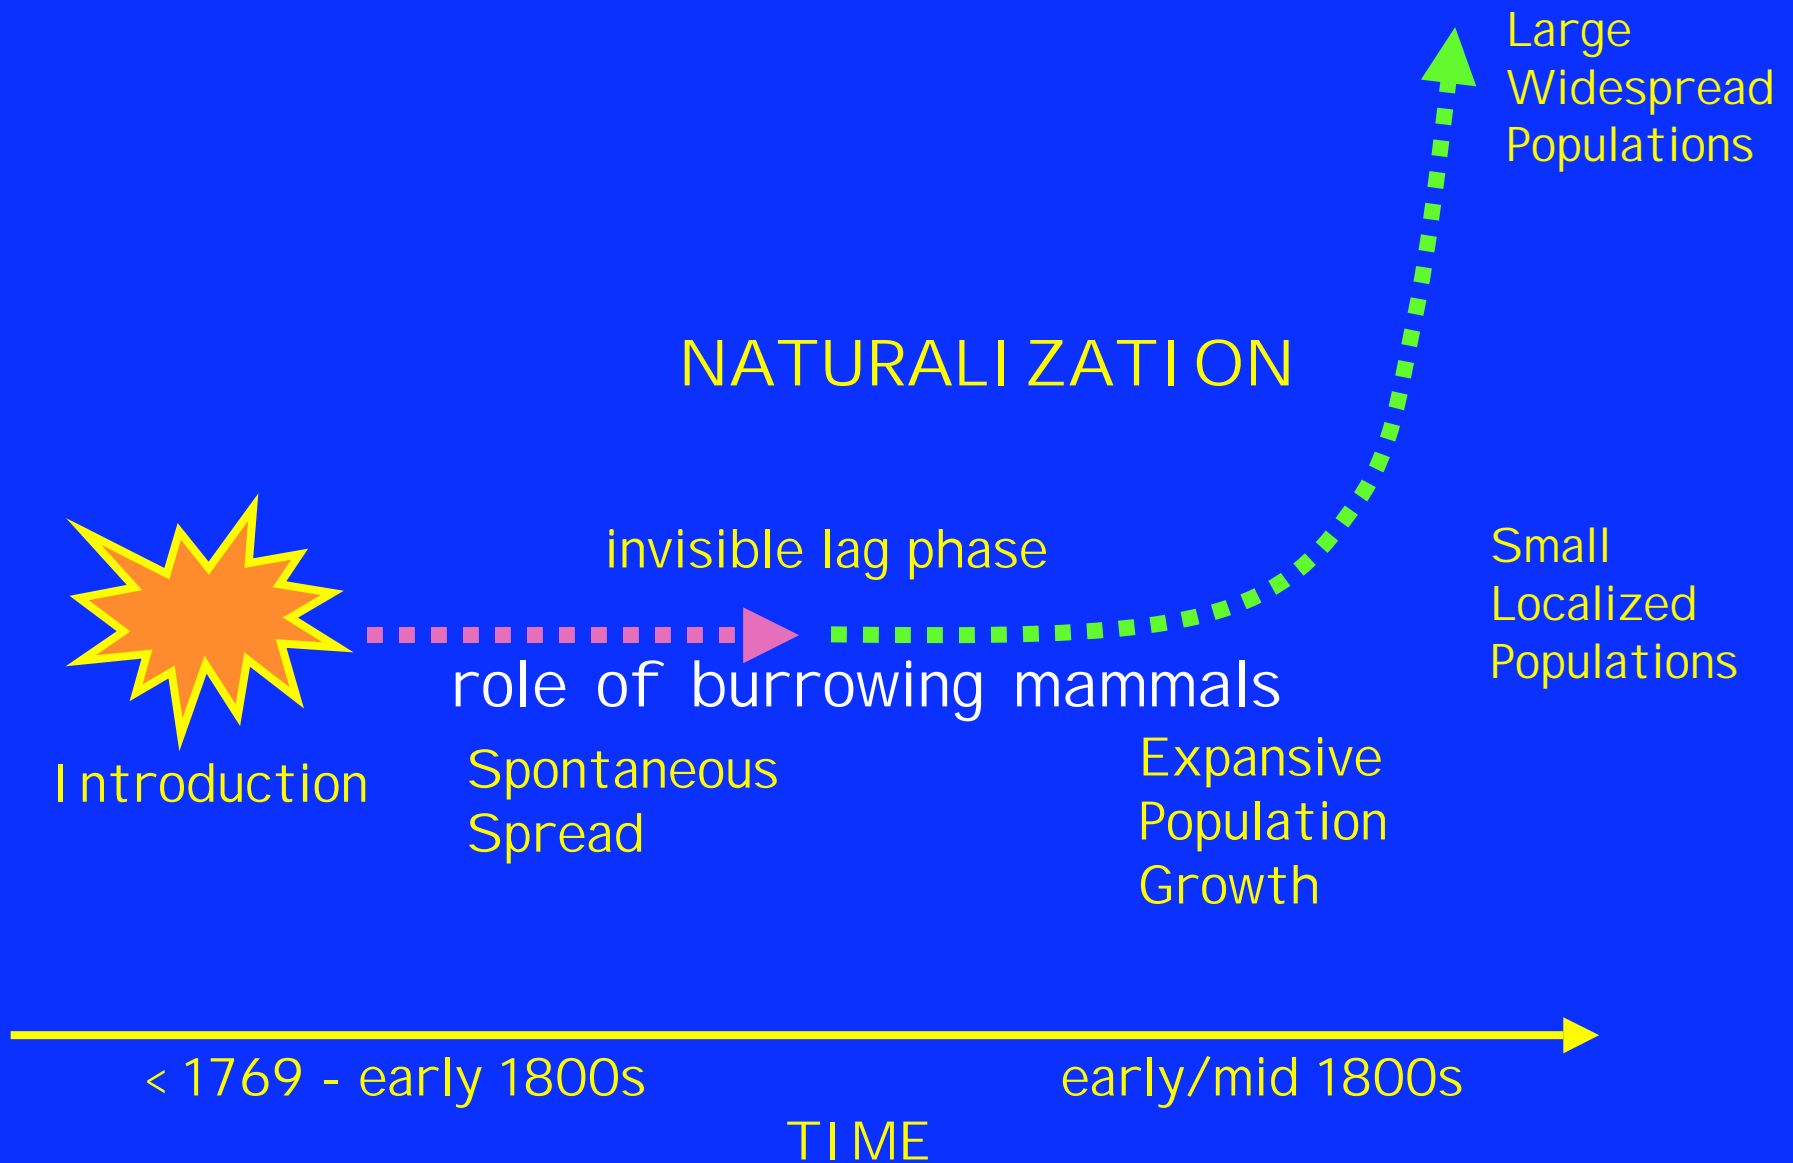 Large
Widespread
Populations
NATURALIZATION
invisible lag phase
Small
Localized
Populations
role of burrowing mammals
Introduction
Spontaneous
Spread
Expansive
Population
Growth
< 1769 - early 1800s
early/mid 1800s
TIME